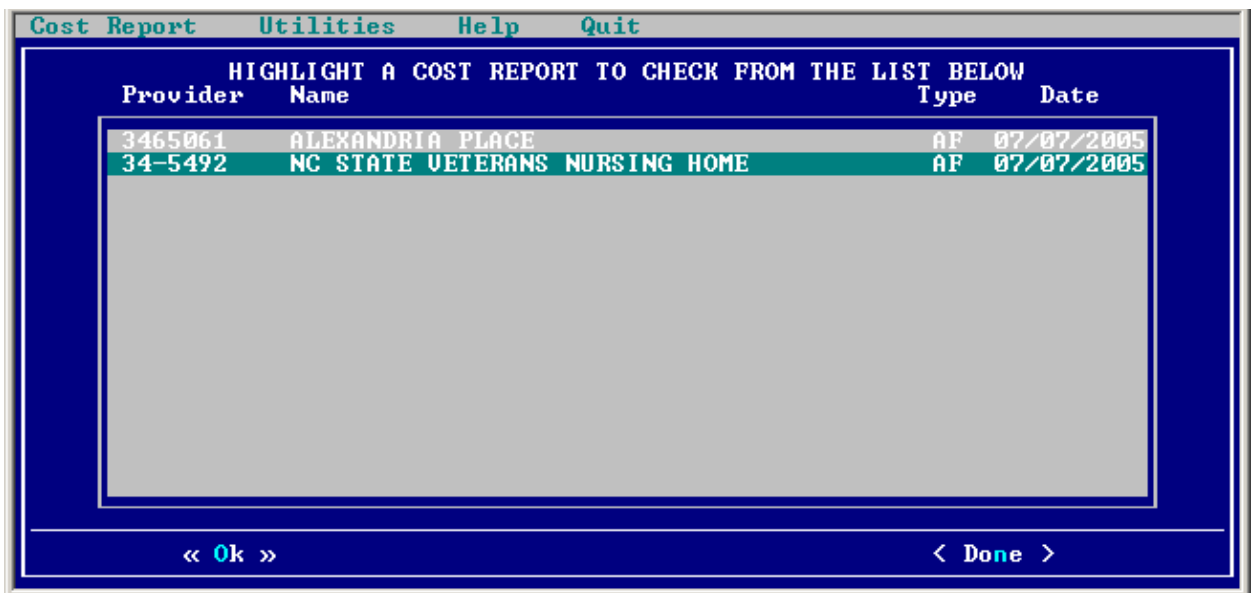 Cost Report Utilities Help Quit
HIGHLIGHT A COST REPORT TO CHECK FROM THE LIST BELOW
Provider Name Type Date
3465061 ALEXANDRIA PLACE AF 07/07/2005
34-5492 NC STATE VETERANS NURSING HOME AF 07/07/2005
« Ok » < Done >